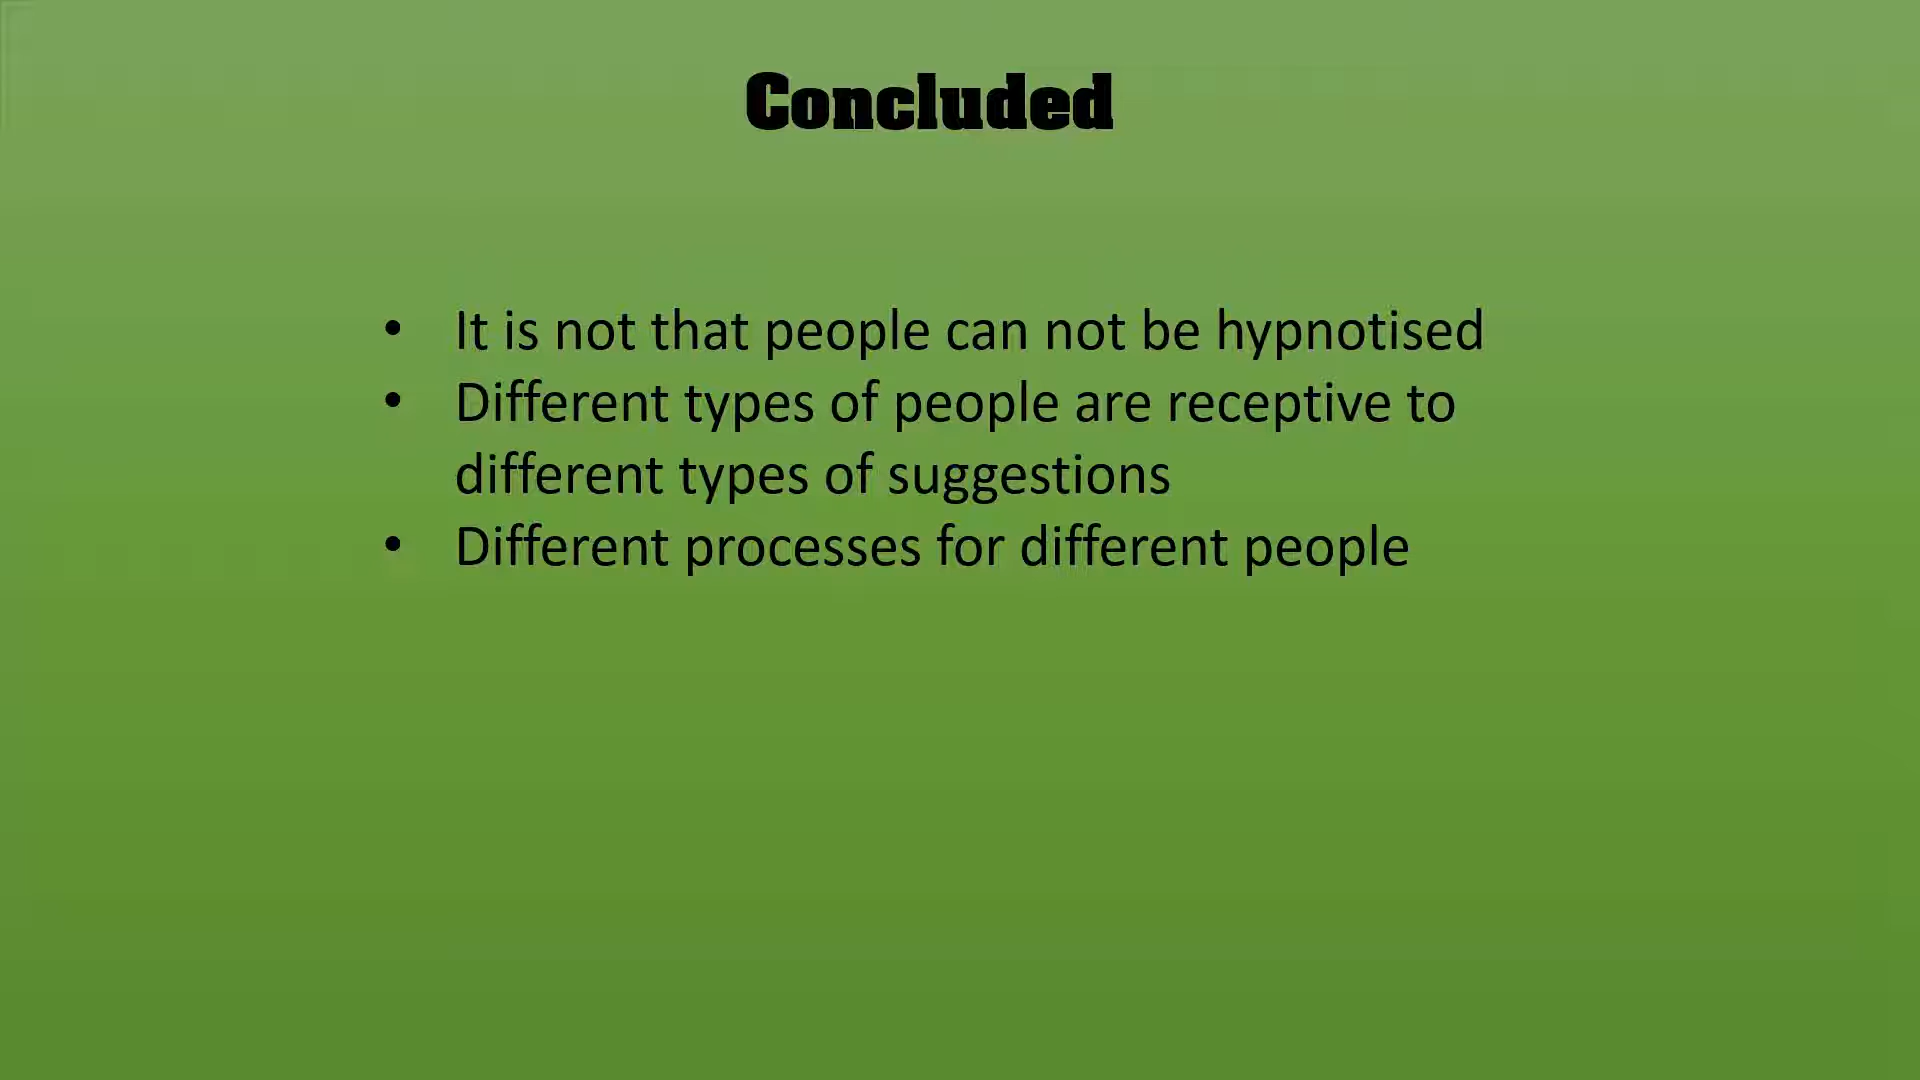 Concluded
• It is not that people can not be hypnotised
• Different types of people are receptive to
different types of suggestions
• Different processes for different people